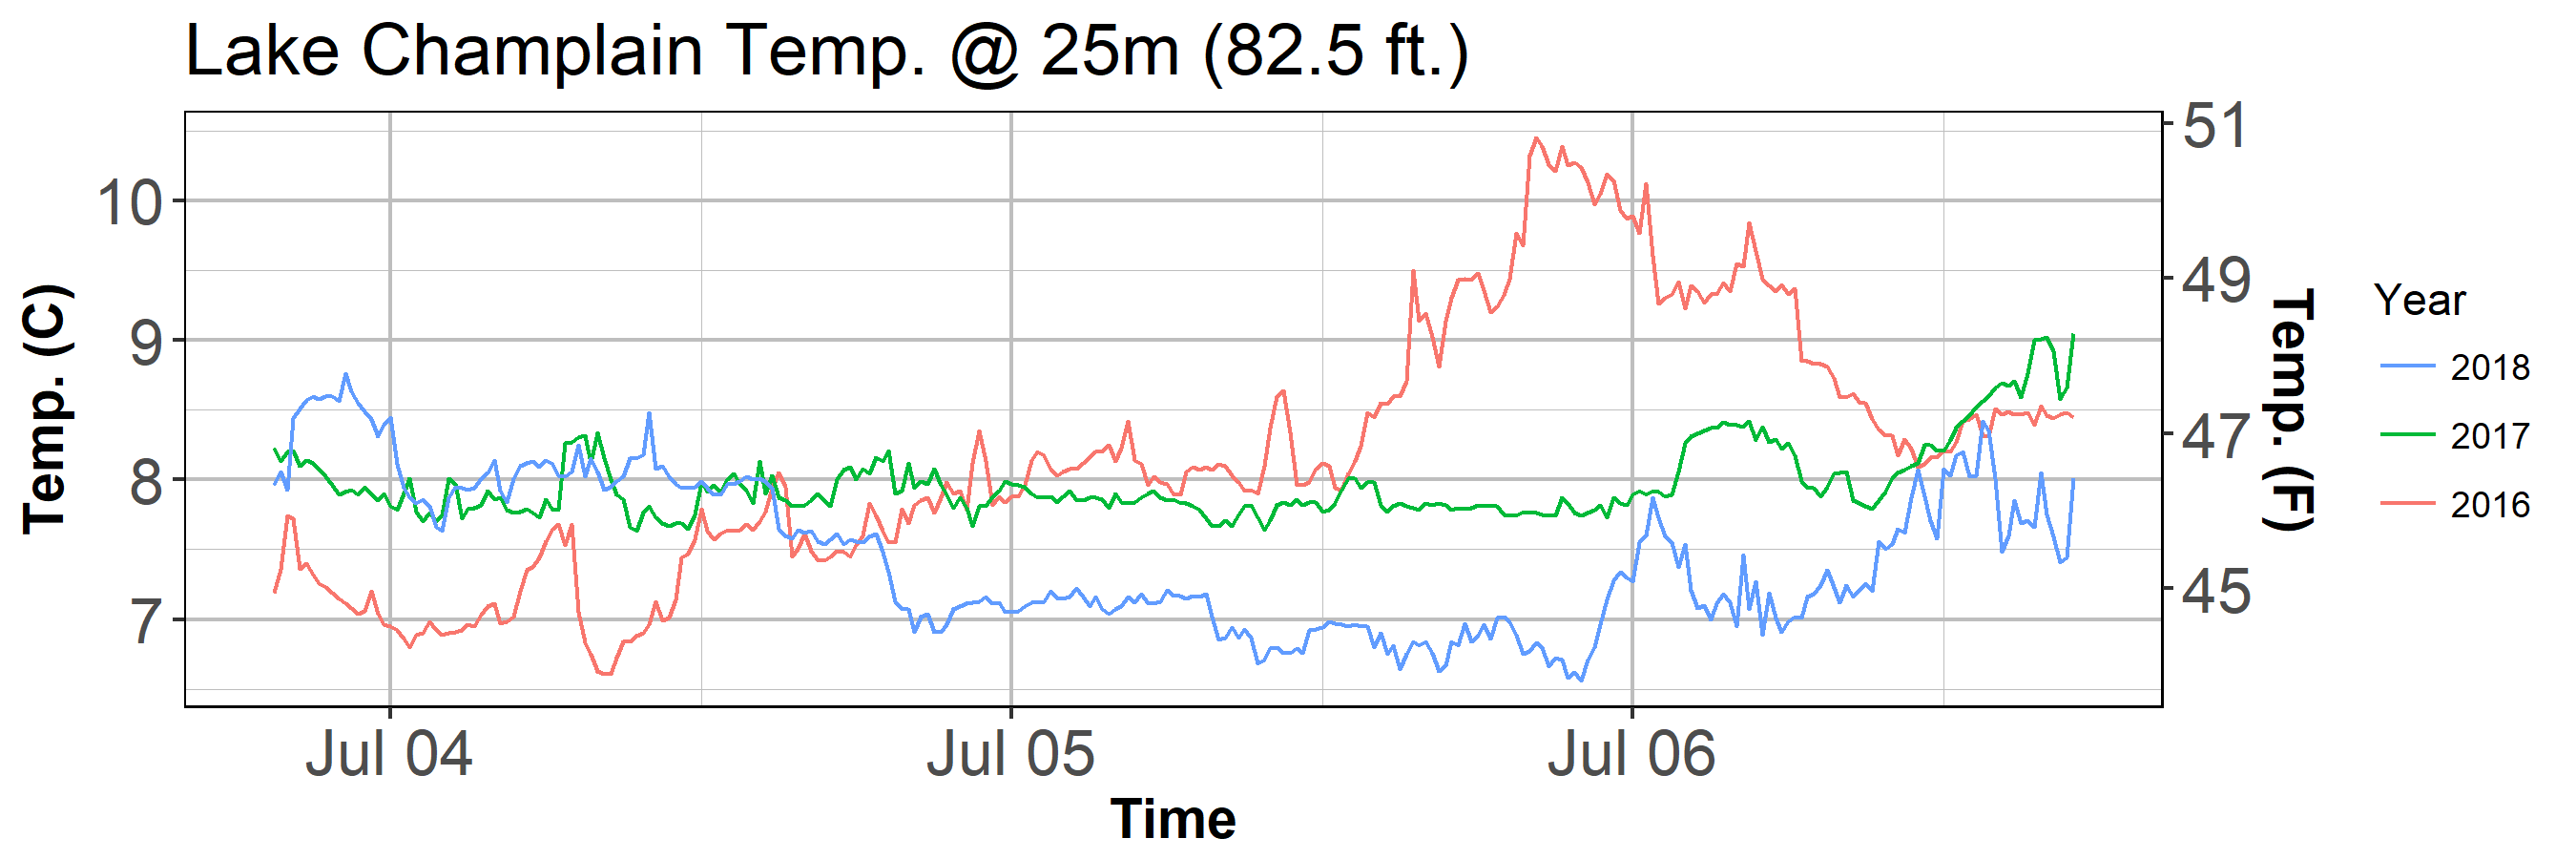 Lake Champlain Temp. @ 25m (82.5 ft.)
Temp. (C)
10
9
8
7
51
49
47
45
Temp. (F)
Jul 04
Jul 05
Jul 06
Time
Year
2018
2017
2016